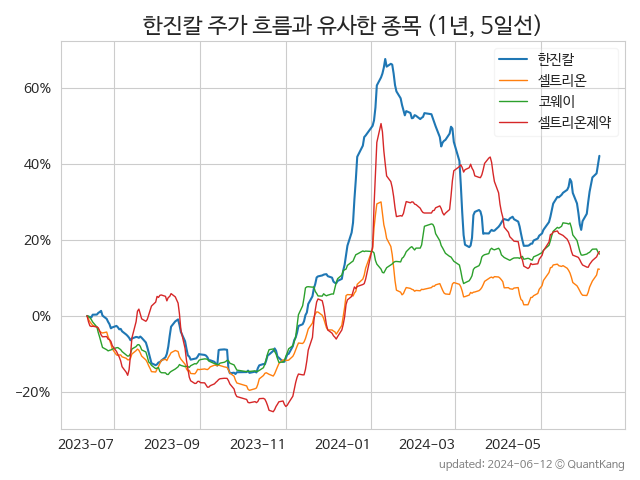 한진칼 주가 흐름과 유사한 종목 (1년, 5일선)
한진칼
셀트리온
코웨이
셀트리온제약
60%
40%
20%
0%
−20%
2023-07 2023-09 2023-11 2024-01 2024-03 2024-05
updated: 2024-06-12 © QuantKang